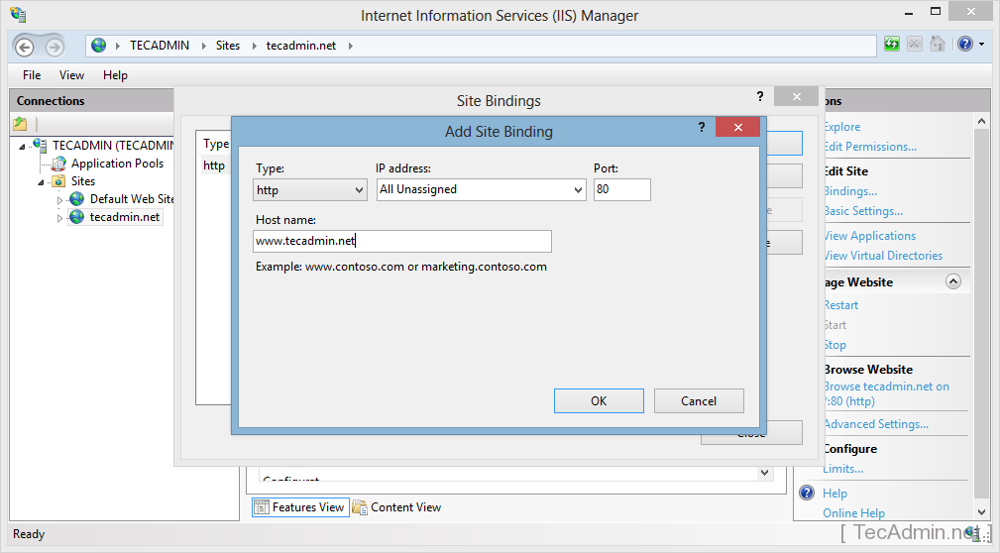 Internet Information Services (IIS) Manager
TECADMIN
Sites
tecadmin.net
File
View
Help
Connections
TECADMIN (TECADMIN
Application Pools
Sites
Default Web Site
tecadmin.net
Site Bindings
?
Type
http
Add Site Binding
?
Type:
IP address:
Port:
http
All Unassigned
80
Host name:
www.tecadmin.net
Example: www.contoso.com or marketing.contoso.com
OK
Cancel
Close
Features View
Content View
ons
Explore
Edit Permissions...
Edit Site
Bindings...
Basic Settings...
View Applications
View Virtual Directories
age Website
Restart
Start
Stop
Browse Website
Browse tecadmin.net on
*:80 (http)
Advanced Settings...
Configure
Limits...
Help
Online Help
Ready
[ TecAdmin.net ]